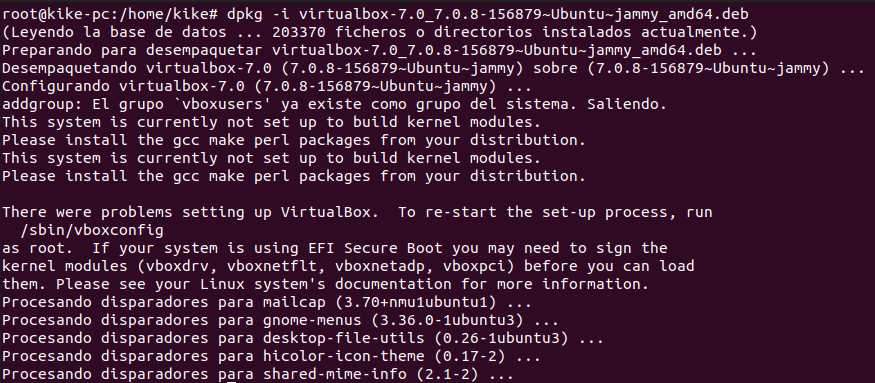 root@kike-pc:/home/kike# dpkg -i virtualbox-7.0_7.0.8-156879~Ubuntu~jammy_amd64.deb
(Leyendo la base de datos ... 203370 ficheros o directorios instalados actualmente.)
Preparando para desempaquetar virtualbox-7.0_7.0.8-156879~Ubuntu~jammy_amd64.deb ...
Desempaquetando virtualbox-7.0 (7.0.8-156879~Ubuntu~jammy) sobre (7.0.8-156879~Ubuntu~jammy) ...
Configurando virtualbox-7.0 (7.0.8-156879~Ubuntu~jammy) ...
addgroup: El grupo `vboxusers' ya existe como grupo del sistema. Saliendo.
This system is currently not set up to build kernel modules.
Please install the gcc make perl packages from your distribution.
This system is currently not set up to build kernel modules.
Please install the gcc make perl packages from your distribution.

There were problems setting up VirtualBox.  To re-start the set-up process, run
  /sbin/vboxconfig
as root.  If your system is using EFI Secure Boot you may need to sign the
kernel modules (vboxdrv, vboxnetflt, vboxnetadp, vboxpci) before you can load
them. Please see your Linux system's documentation for more information.
Procesando disparadores para mailcap (3.70+nmu1ubuntu1) ...
Procesando disparadores para gnome-menus (3.36.0-1ubuntu3) ...
Procesando disparadores para desktop-file-utils (0.26-1ubuntu3) ...
Procesando disparadores para hicolor-icon-theme (0.17-2) ...
Procesando disparadores para shared-mime-info (2.1-2) ...